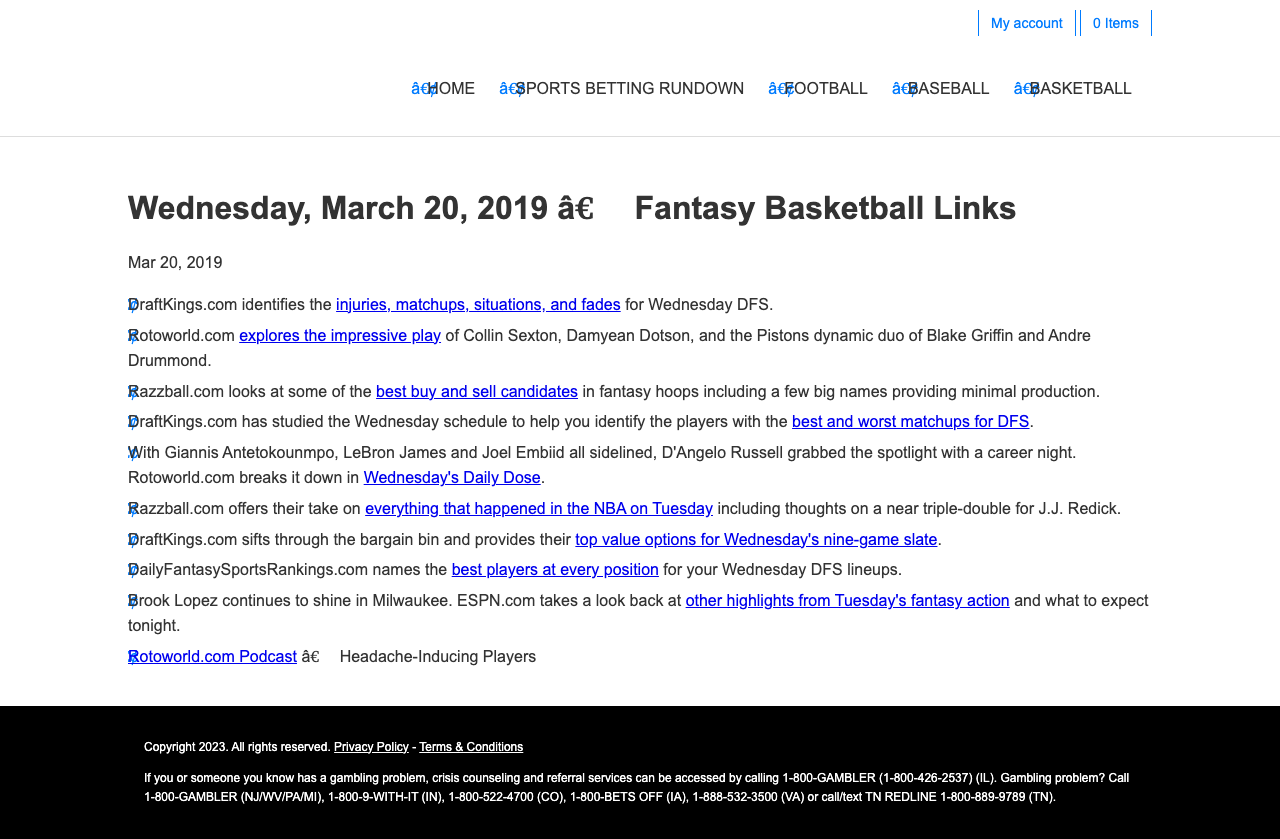 My account 0 Items
HOME SPORTS BETTING RUNDOWN FOOTBALL BASEBALL BASKETBALL
Wednesday, March 20, 2019 â€ Fantasy Basketball Links
Mar 20, 2019
DraftKings.com identifies the injuries, matchups, situations, and fades for Wednesday DFS.
Rotoworld.com explores the impressive play of Collin Sexton, Damyean Dotson, and the Pistons dynamic duo of Blake Griffin and Andre
Drummond.
Razzball.com looks at some of the best buy and sell candidates in fantasy hoops including a few big names providing minimal production.
DraftKings.com has studied the Wednesday schedule to help you identify the players with the best and worst matchups for DFS.
With Giannis Antetokounmpo, LeBron James and Joel Embiid all sidelined, D'Angelo Russell grabbed the spotlight with a career night.
Rotoworld.com breaks it down in Wednesday's Daily Dose.
Razzball.com offers their take on everything that happened in the NBA on Tuesday including thoughts on a near triple-double for J.J. Redick.
DraftKings.com sifts through the bargain bin and provides their top value options for Wednesday's nine-game slate.
DailyFantasySportsRankings.com names the best players at every position for your Wednesday DFS lineups.
Brook Lopez continues to shine in Milwaukee. ESPN.com takes a look back at other highlights from Tuesday's fantasy action and what to expect
tonight.
Rotoworld.com Podcast â€ Headache-Inducing Players
Copyright 2023. All rights reserved. Privacy Policy - Terms & Conditions
If you or someone you know has a gambling problem, crisis counseling and referral services can be accessed by calling 1-800-GAMBLER (1-800-426-2537) (IL). Gambling problem? Call
1-800-GAMBLER (NJ/WV/PA/MI), 1-800-9-WITH-IT (IN), 1-800-522-4700 (CO), 1-800-BETS OFF (IA), 1-888-532-3500 (VA) or call/text TN REDLINE 1-800-889-9789 (TN).